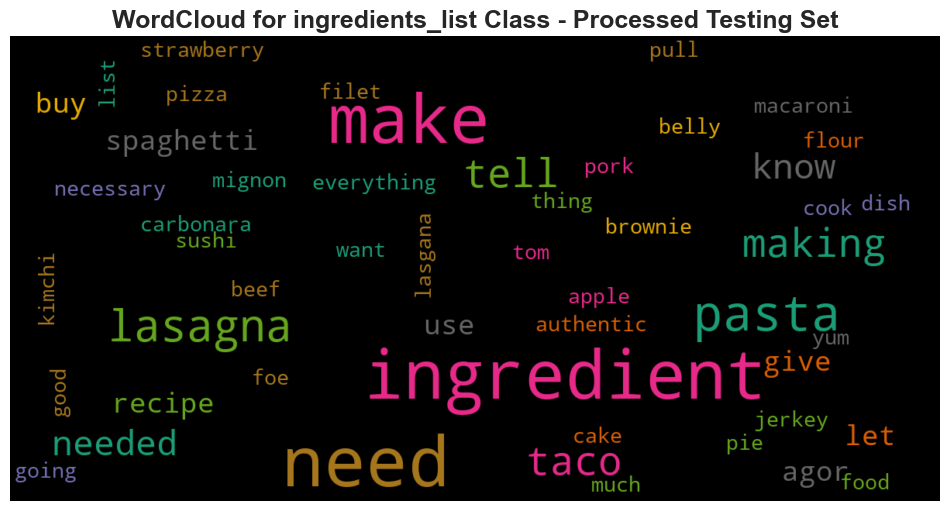 WordCloud for ingredients_list Class - Processed Testing Set
strawberry pull
list
buy pizza filet make macaroni
spaghetti belly flour
tell pork know
necessary mignon everything
thing cook dish
carbonara sushi want lasgana tom brownie making
kimchi beef apple
lasagna use authentic pasta yum
good foe ingredient give
recipe
needed cake jerkey pie let
going need taco much agor food